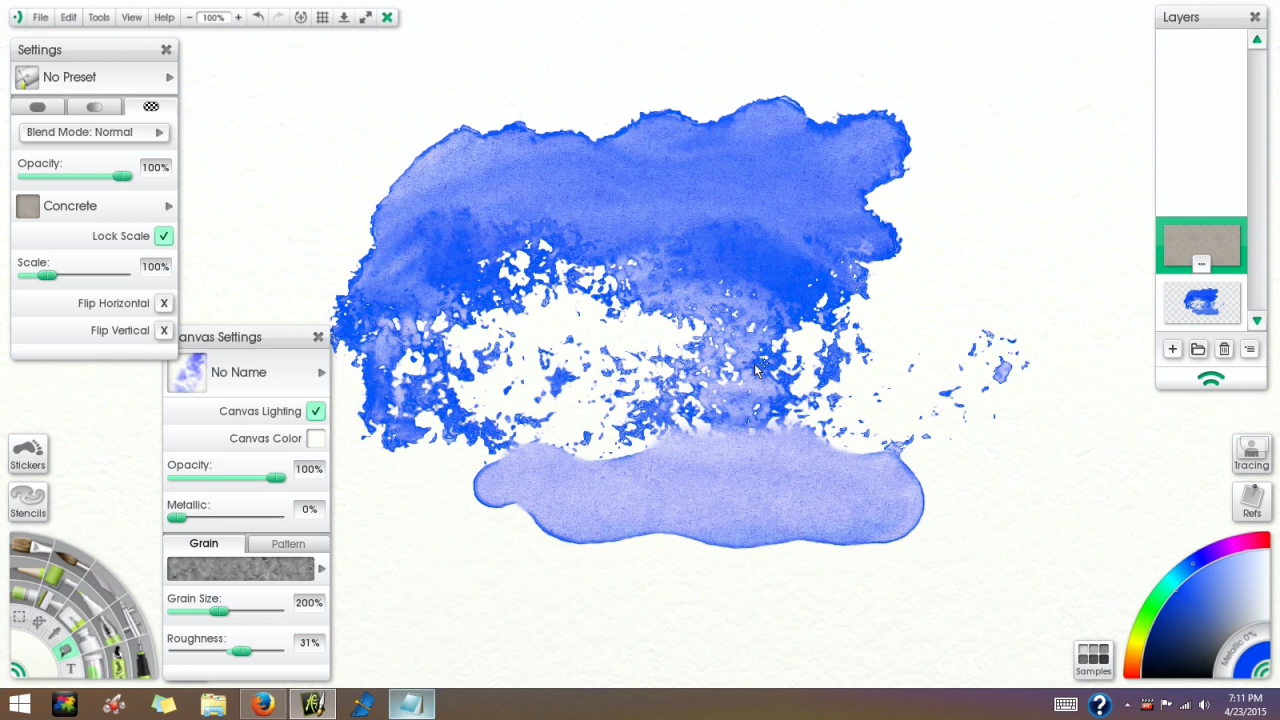 File Edit Tools View Help 100%
Settings
No Preset
Blend Mode: Normal
Opacity: 100%
Concrete
Lock Scale
Scale: 100%
Flip Horizontal X
Flip Vertical X
Canvas Settings
No Name
Canvas Lighting
Canvas Color
Opacity: 100%
Metallic: 0%
Grain Pattern
Grain Size: 200%
Roughness: 31%
Stickers
Stencils
T
Layers
Tracing
Refs
Metallic 0%
Samples
7:11 PM
4/23/2015